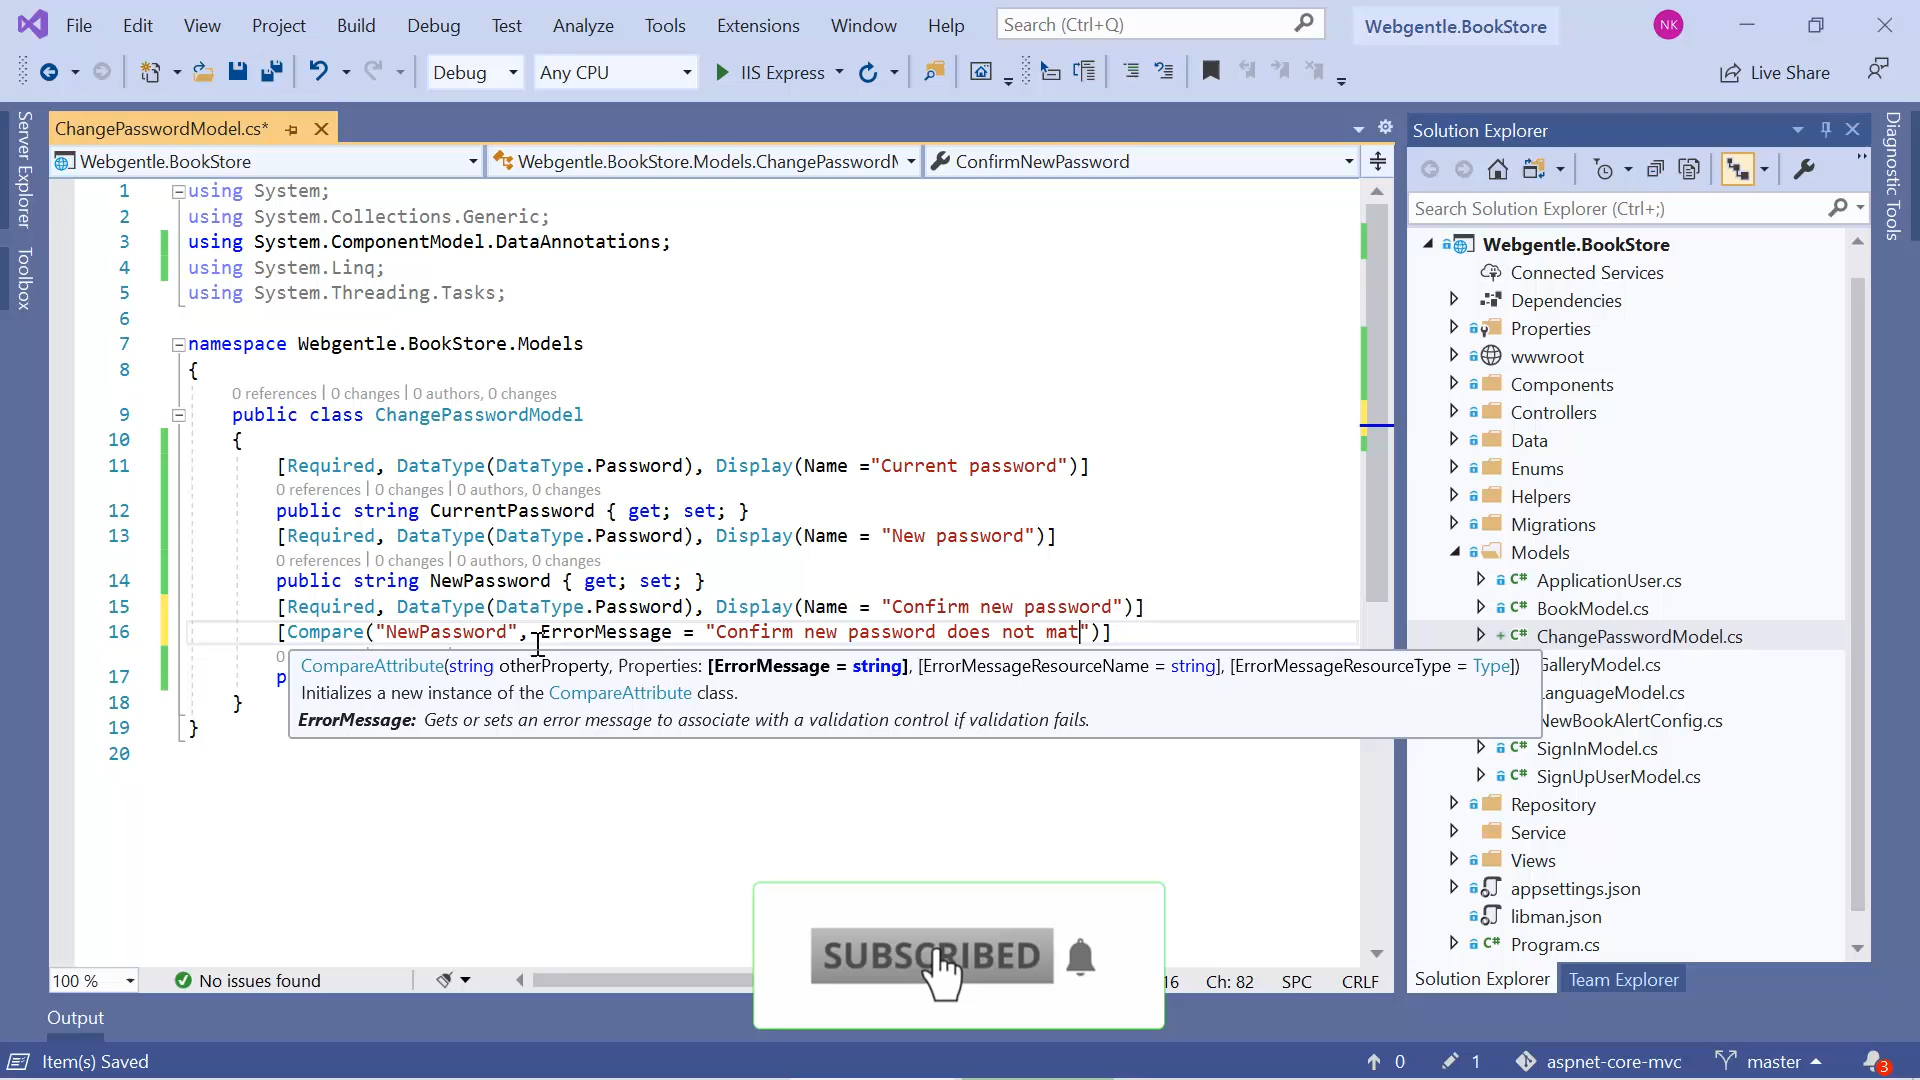 File Edit View Project Build Debug Test Analyze Tools Extensions Window Help Search (Ctrl+Q) Webgentle.BookStore NK
Debug Any CPU IIS Express Live Share
Server Explorer
Toolbox
ChangePasswordModel.cs*
Webgentle.BookStore Webgentle.BookStore.Models.ChangePasswordM ConfirmNewPassword
1 using System;
2 using System.Collections.Generic;
3 using System.ComponentModel.DataAnnotations;
4 using System.Linq;
5 using System.Threading.Tasks;
6
7 namespace Webgentle.BookStore.Models
8 {
0 references | 0 changes | 0 authors, 0 changes
9 public class ChangePasswordModel
10 {
11 [Required, DataType(DataType.Password), Display(Name ="Current password")]
0 references | 0 changes | 0 authors, 0 changes
12 public string CurrentPassword { get; set; }
13 [Required, DataType(DataType.Password), Display(Name = "New password")]
0 references | 0 changes | 0 authors, 0 changes
14 public string NewPassword { get; set; }
15 [Required, DataType(DataType.Password), Display(Name = "Confirm new password")]
16 [Compare("NewPassword", ErrorMessage = "Confirm new password does not mat")]
0
17 p
CompareAttribute(string otherProperty, Properties: [ErrorMessage = string], [ErrorMessageResourceName = string], [ErrorMessageResourceType = Type])
Initializes a new instance of the CompareAttribute class.
ErrorMessage: Gets or sets an error message to associate with a validation control if validation fails.
18 }
19 }
20
SUBSCRIBED
100 % No issues found 16 Ch: 82 SPC CRLF
Solution Explorer
Search Solution Explorer (Ctrl+;)
Webgentle.BookStore
Connected Services
Dependencies
Properties
wwwroot
Components
Controllers
Data
Enums
Helpers
Migrations
Models
C# ApplicationUser.cs
C# BookModel.cs
C# ChangePasswordModel.cs
GalleryModel.cs
LanguageModel.cs
NewBookAlertConfig.cs
C# SignInModel.cs
C# SignUpUserModel.cs
Repository
Service
Views
appsettings.json
libman.json
C# Program.cs
Solution Explorer Team Explorer
Diagnostic Tools
Output
Item(s) Saved 0 1 aspnet-core-mvc master 3